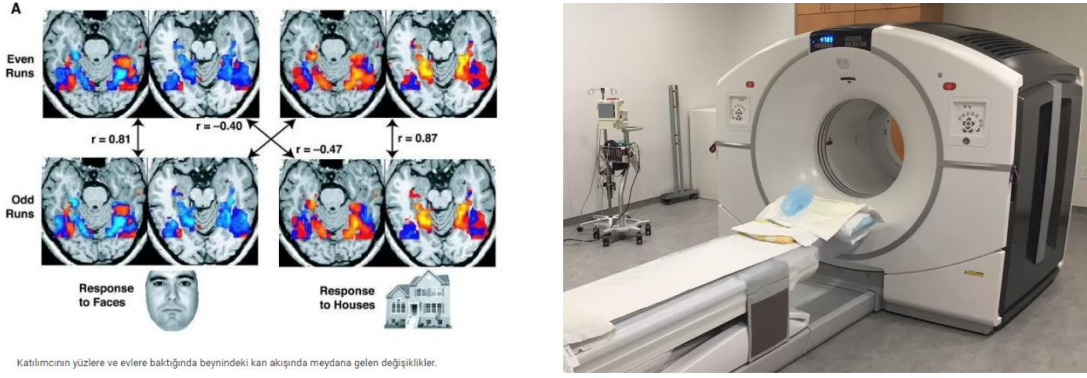 A
Even
Runs
r = 0.81
r = –0.40
r = –0.47
r = 0.87
Odd
Runs
Response
to Faces
Response
to Houses
Katılımcının yüzlere ve evlere baktığında beynindeki kan akışında meydana gelen değişiklikler.